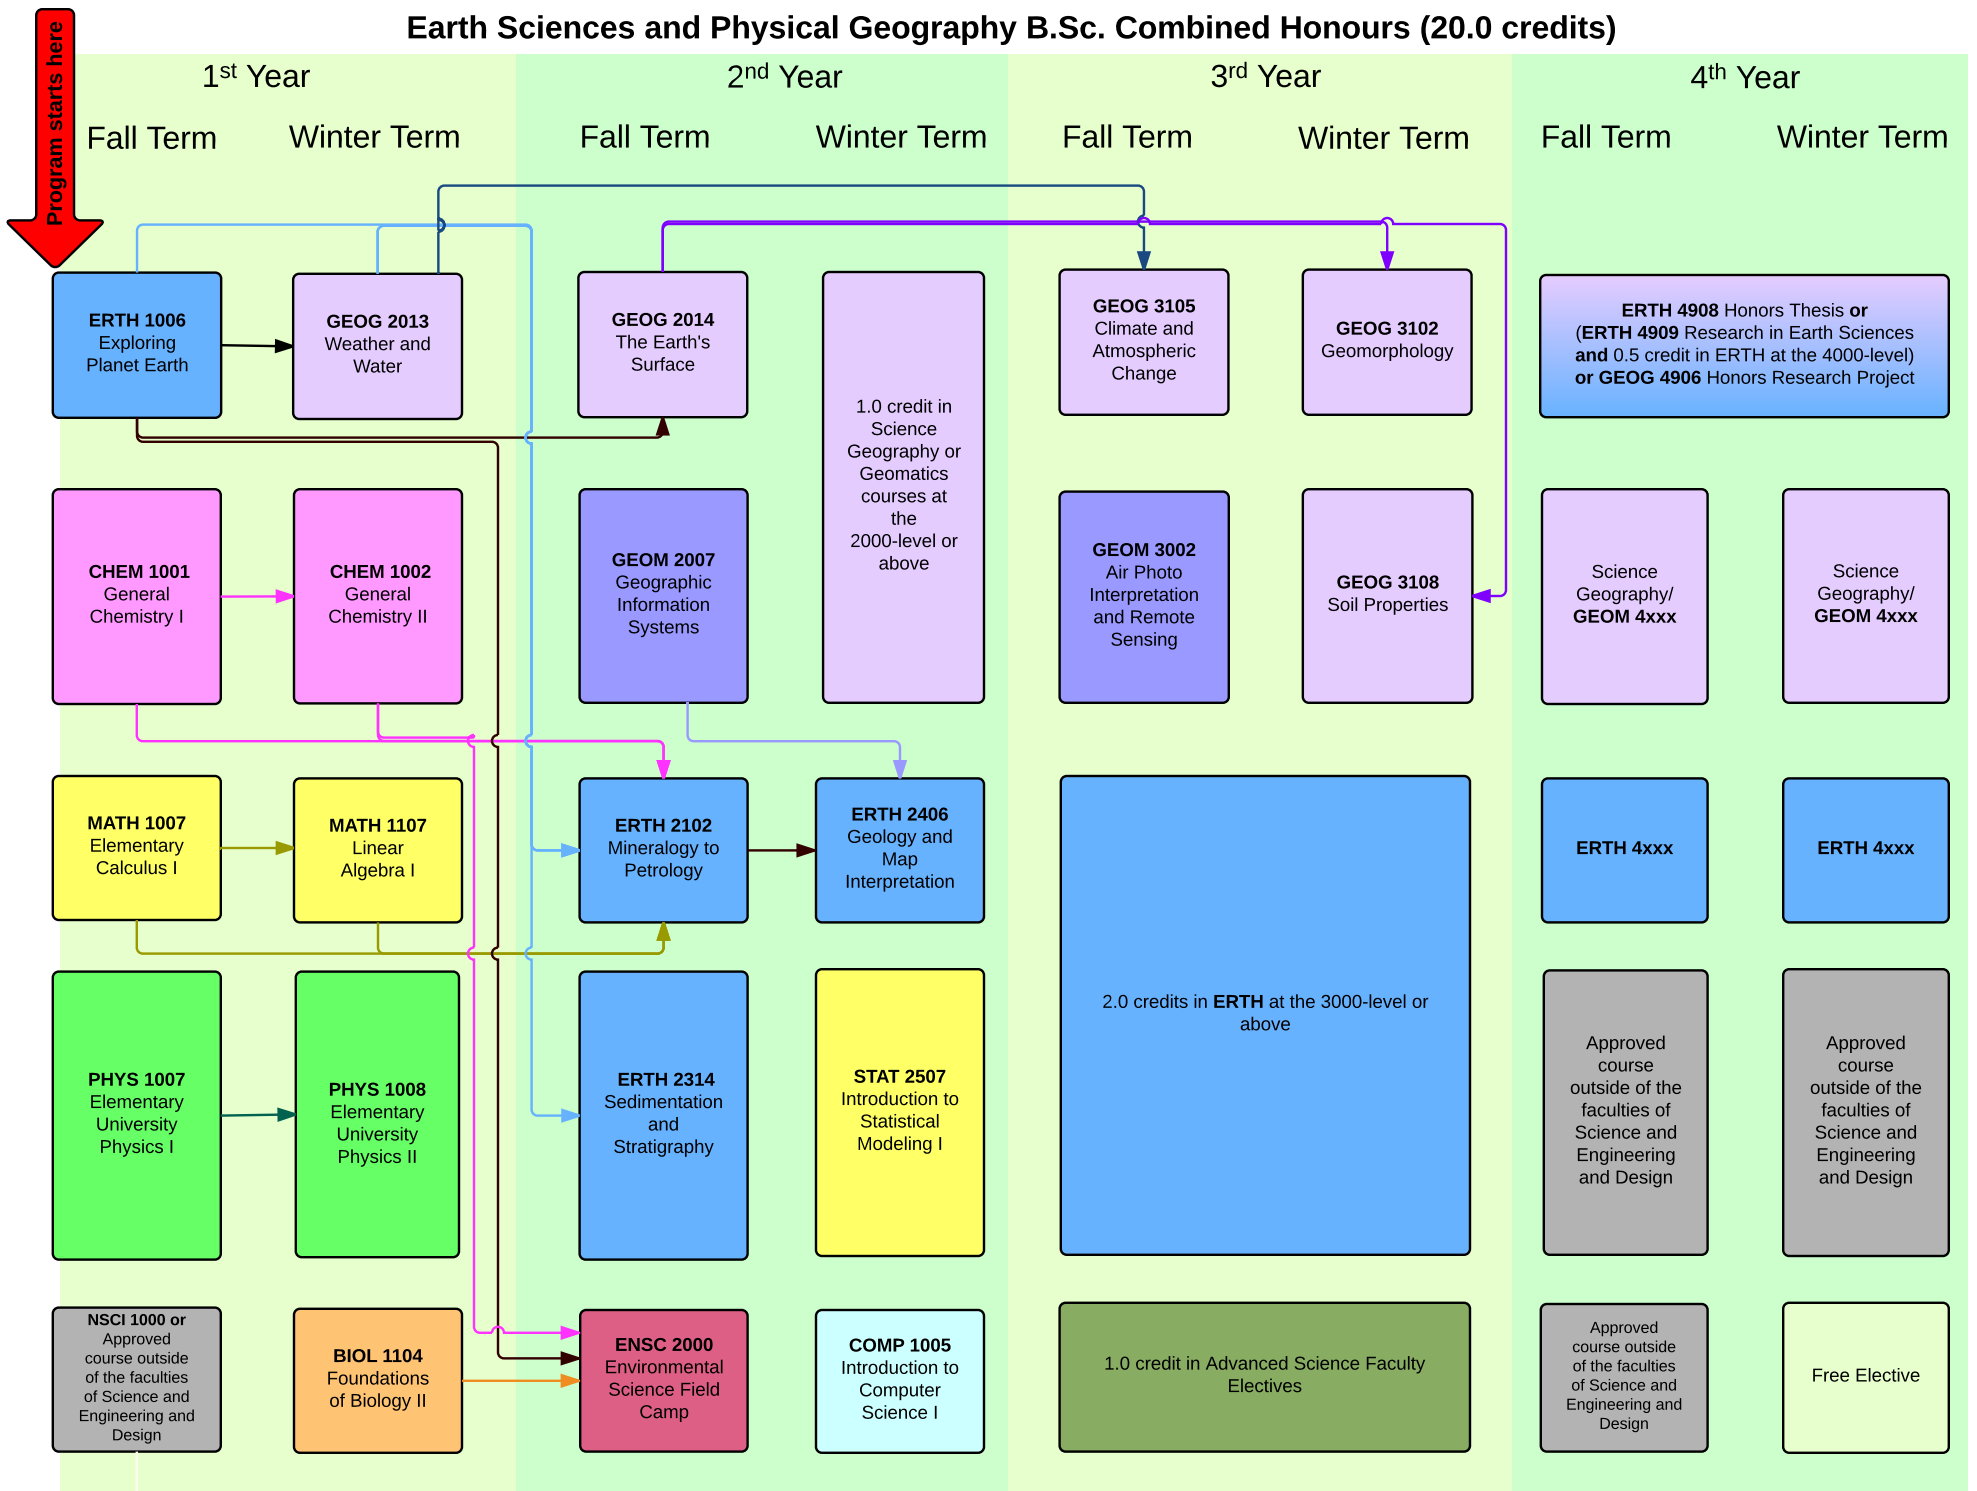 Earth Sciences and Physical Geography B.Sc. Combined Honours (20.0 credits)
Program starts here
1st Year
2nd Year
3rd Year
4th Year
Fall Term
Winter Term
Fall Term
Winter Term
Fall Term
Winter Term
Fall Term
Winter Term
ERTH 1006
Exploring
Planet Earth
GEOG 2013
Weather and
Water
GEOG 2014
The Earth's
Surface
1.0 credit in
Science
Geography or
Geomatics
courses at
the
2000-level or
above
GEOG 3105
Climate and
Atmospheric
Change
GEOG 3102
Geomorphology
ERTH 4908 Honors Thesis or
(ERTH 4909 Research in Earth Sciences
and 0.5 credit in ERTH at the 4000-level)
or GEOG 4906 Honors Research Project
CHEM 1001
General
Chemistry I
CHEM 1002
General
Chemistry II
GEOM 2007
Geographic
Information
Systems
GEOM 3002
Air Photo
Interpretation
and Remote
Sensing
GEOG 3108
Soil Properties
Science
Geography/
GEOM 4xxx
Science
Geography/
GEOM 4xxx
MATH 1007
Elementary
Calculus I
MATH 1107
Linear
Algebra I
ERTH 2102
Mineralogy to
Petrology
ERTH 2406
Geology and
Map
Interpretation
2.0 credits in ERTH at the 3000-level or
above
ERTH 4xxx
ERTH 4xxx
PHYS 1007
Elementary
University
Physics I
PHYS 1008
Elementary
University
Physics II
ERTH 2314
Sedimentation
and
Stratigraphy
STAT 2507
Introduction to
Statistical
Modeling I
Approved
course
outside of the
faculties of
Science and
Engineering
and Design
Approved
course
outside of the
faculties of
Science and
Engineering
and Design
NSCI 1000 or
Approved
course outside
of the faculties
of Science and
Engineering and
Design
BIOL 1104
Foundations
of Biology II
ENSC 2000
Environmental
Science Field
Camp
COMP 1005
Introduction to
Computer
Science I
1.0 credit in Advanced Science Faculty
Electives
Approved
course outside
of the faculties
of Science and
Engineering and
Design
Free Elective